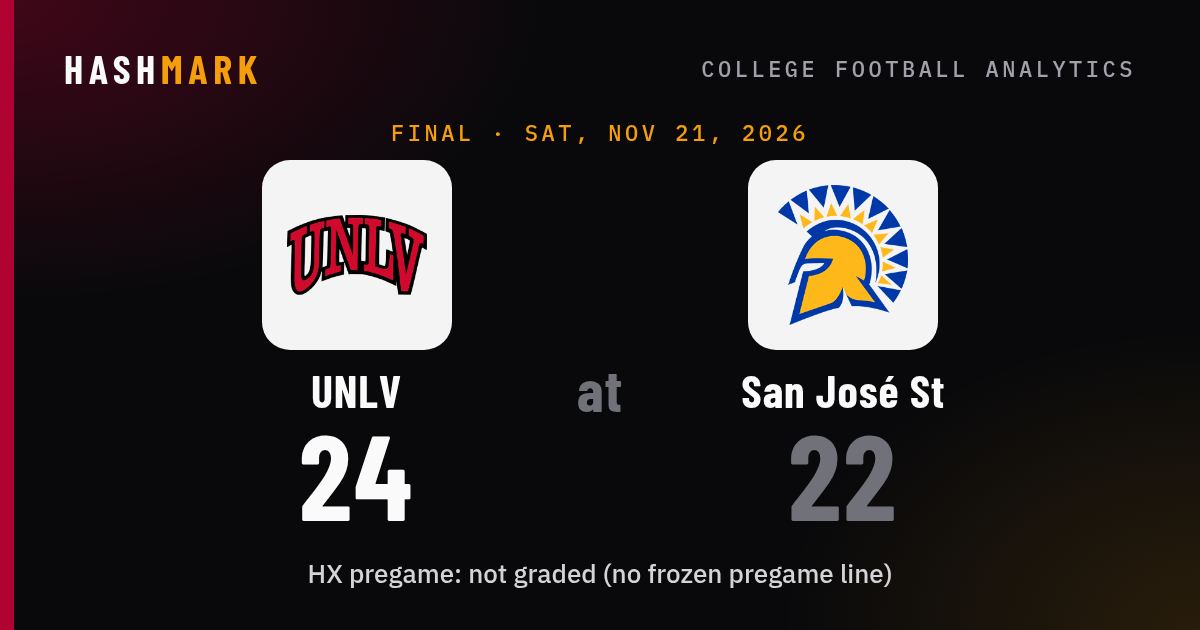 HASHMARK
COLLEGE FOOTBALL ANALYTICS
FINAL · SAT, NOV 21, 2026
UNLV
UNLV
at
San José St
24
22
HX pregame: not graded (no frozen pregame line)